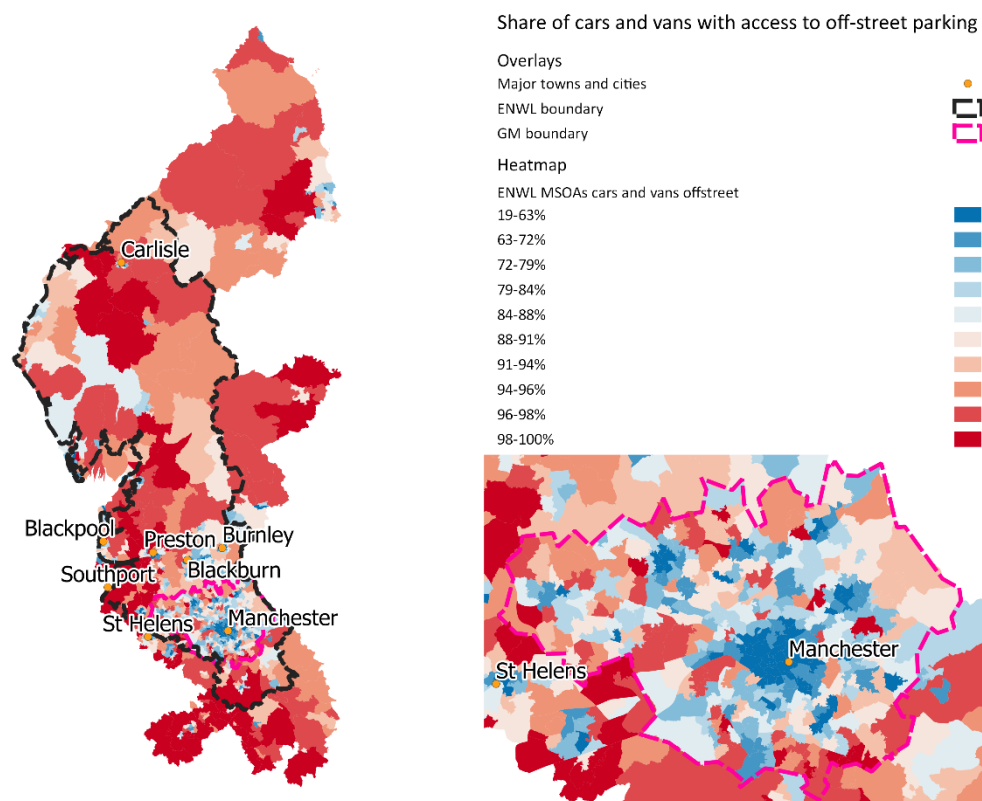 Share of cars and vans with access to off-street parking
Overlays
Major towns and cities
ENWL boundary
GM boundary
Heatmap
ENWL MSOAs cars and vans offstreet
19-63%
63-72%
72-79%
79-84%
84-88%
88-91%
91-94%
94-96%
96-98%
98-100%
Carlisle
Blackpool
Preston
Burnley
Southport
Blackburn
St Helens
Manchester
Manchester
St Helens